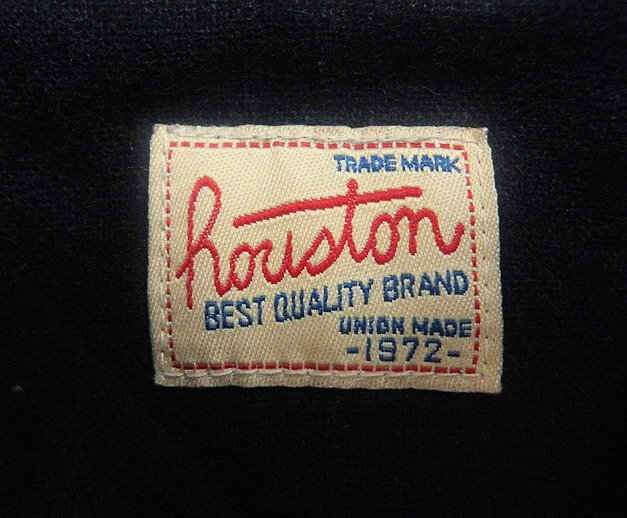 TRADE MARK
houston
BEST QUALITY BRAND
UNION MADE
-1972-